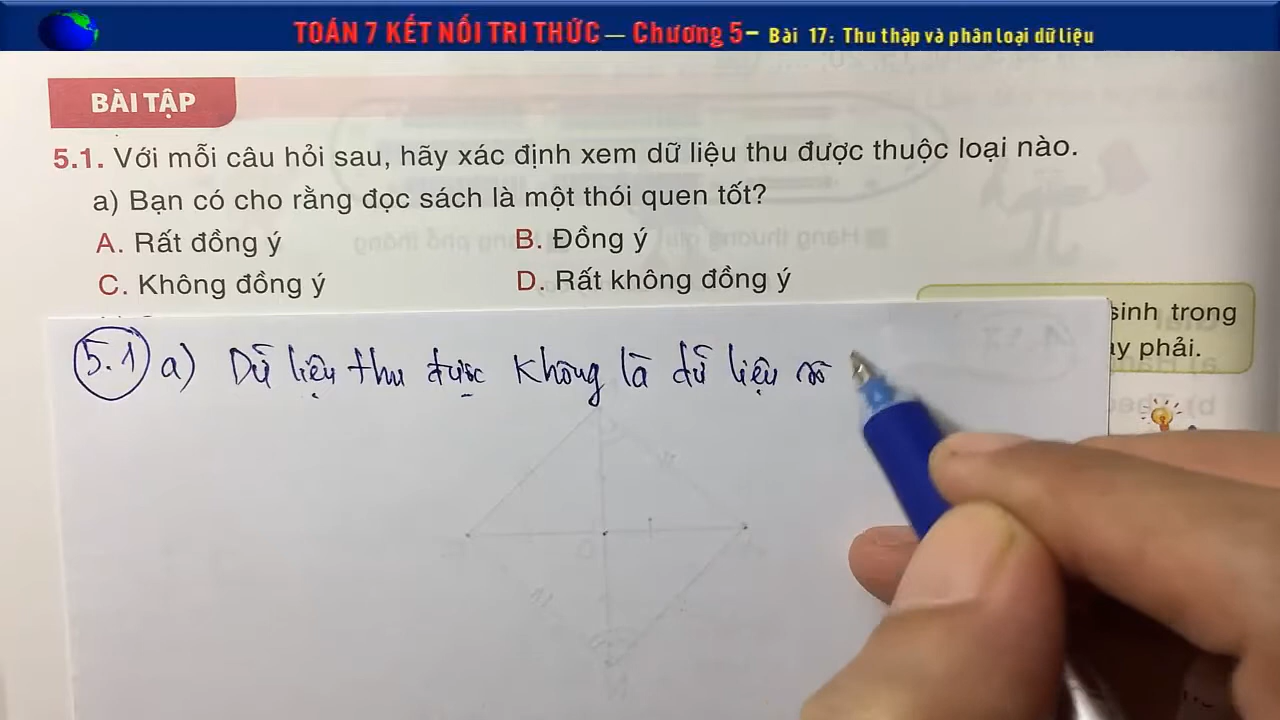 TOÁN 7 KẾT NỐI TRI THỨC — Chương 5– Bài 17: Thu thập và phân loại dữ liệu
BÀI TẬP
5.1. Với mỗi câu hỏi sau, hãy xác định xem dữ liệu thu được thuộc loại nào.
a) Bạn có cho rằng đọc sách là một thói quen tốt?
A. Rất đồng ý B. Đồng ý
C. Không đồng ý D. Rất không đồng ý
sinh trong
phải.
5.1 a) Dữ liệu thu được không là dữ liệu số